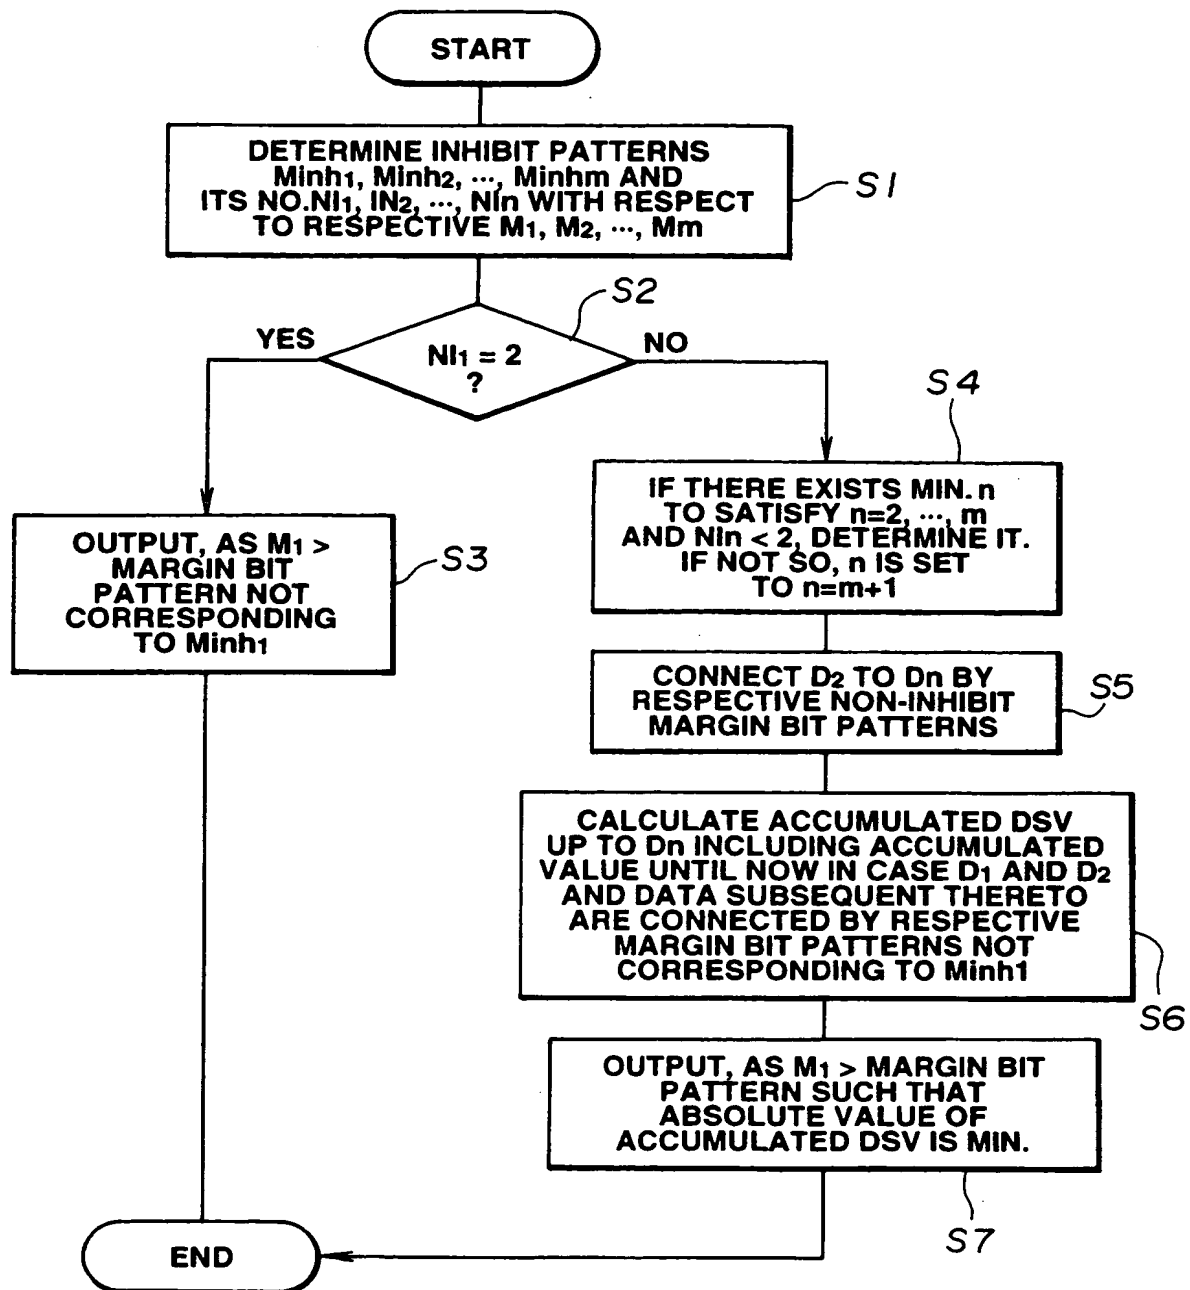 START
DETERMINE INHIBIT PATTERNS
Minh1, Minh2, ···, Minhm AND
ITS NO.NI1, IN2, ···, NIn WITH RESPECT
TO RESPECTIVE M1, M2, ···, Mm
S1
S2
YES
NI1 = 2
?
NO
S4
IF THERE EXISTS MIN. n
TO SATISFY n=2, ···, m
AND NIn < 2, DETERMINE IT.
IF NOT SO, n IS SET
TO n=m+1
OUTPUT, AS M1 >
MARGIN BIT
PATTERN NOT
CORRESPONDING
TO Minh1
S3
CONNECT D2 TO Dn BY
RESPECTIVE NON-INHIBIT
MARGIN BIT PATTERNS
S5
CALCULATE ACCUMULATED DSV
UP TO Dn INCLUDING ACCUMULATED
VALUE UNTIL NOW IN CASE D1 AND D2
AND DATA SUBSEQUENT THERETO
ARE CONNECTED BY RESPECTIVE
MARGIN BIT PATTERNS NOT
CORRESPONDING TO Minh1
S6
OUTPUT, AS M1 > MARGIN BIT
PATTERN SUCH THAT
ABSOLUTE VALUE OF
ACCUMULATED DSV IS MIN.
S7
END